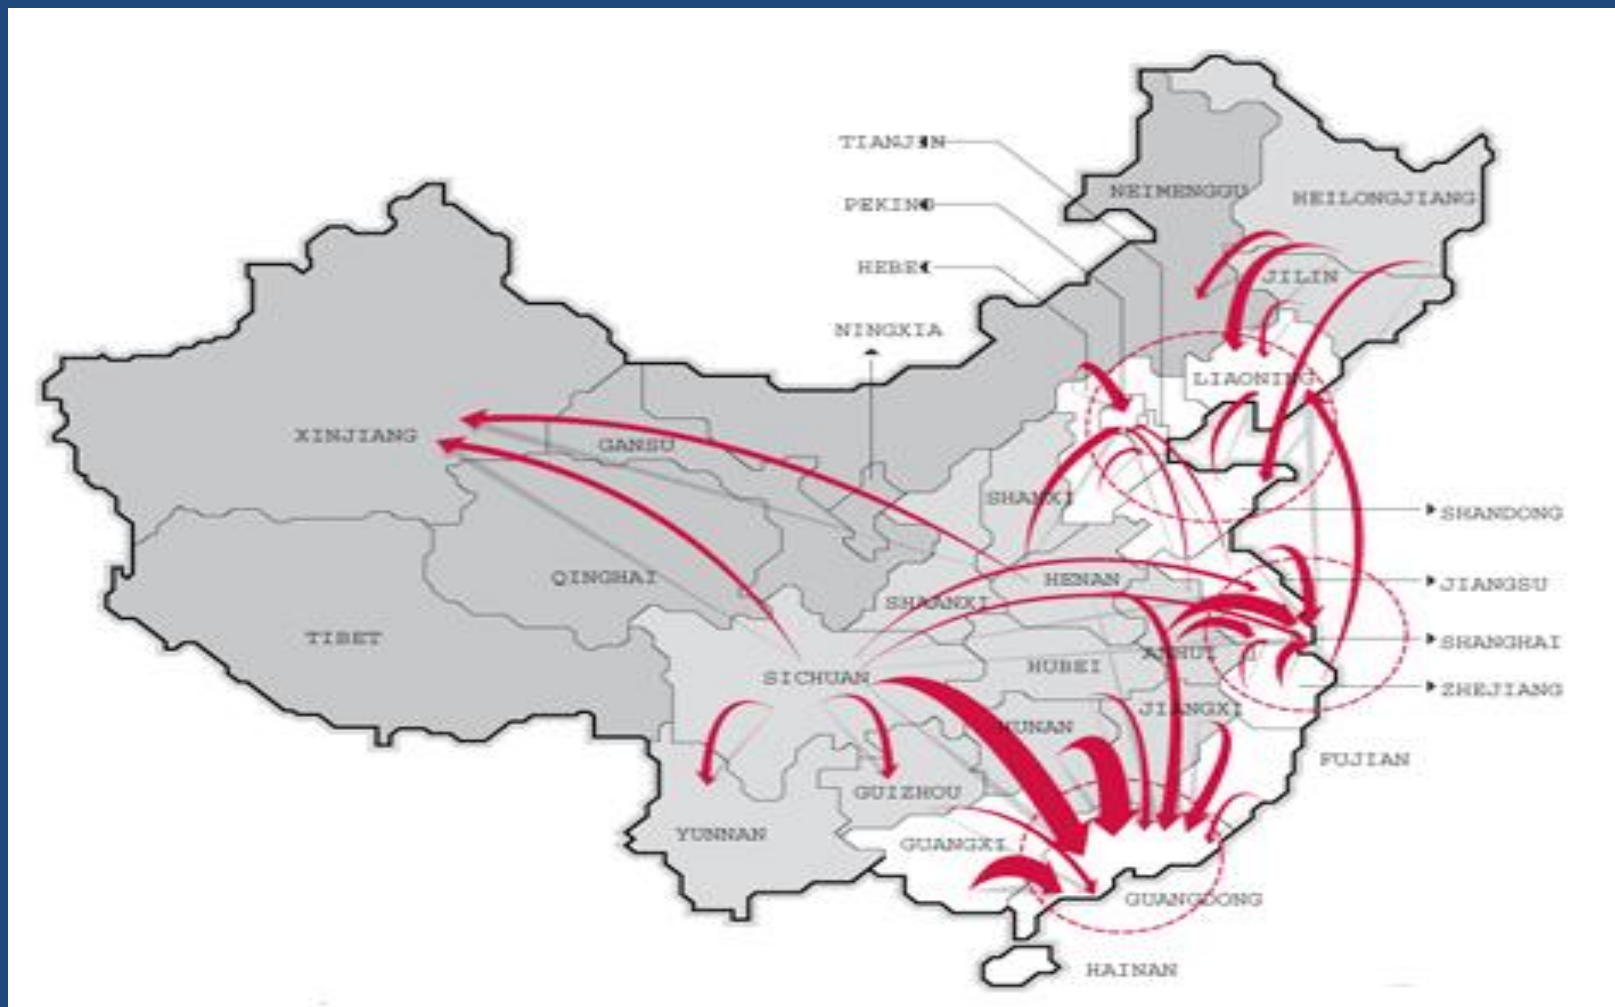 TIANJIN
NEIMENGGU
HEILONGJIANG
PEKING
HEBEI
JILIN
NINGXIA
LIAONING
XINJIANG
GANSU
SHANXI
SHANDONG
QINGHAI
HENAN
JIANGSU
SHAANXI
TIBET
SHANGHAI
ANHUI
HUBEI
SICHUAN
ZHEJIANG
JIANGXI
HUNAN
FUJIAN
GUIZHOU
YUNNAN
GUANGXI
GUANGDONG
HAINAN